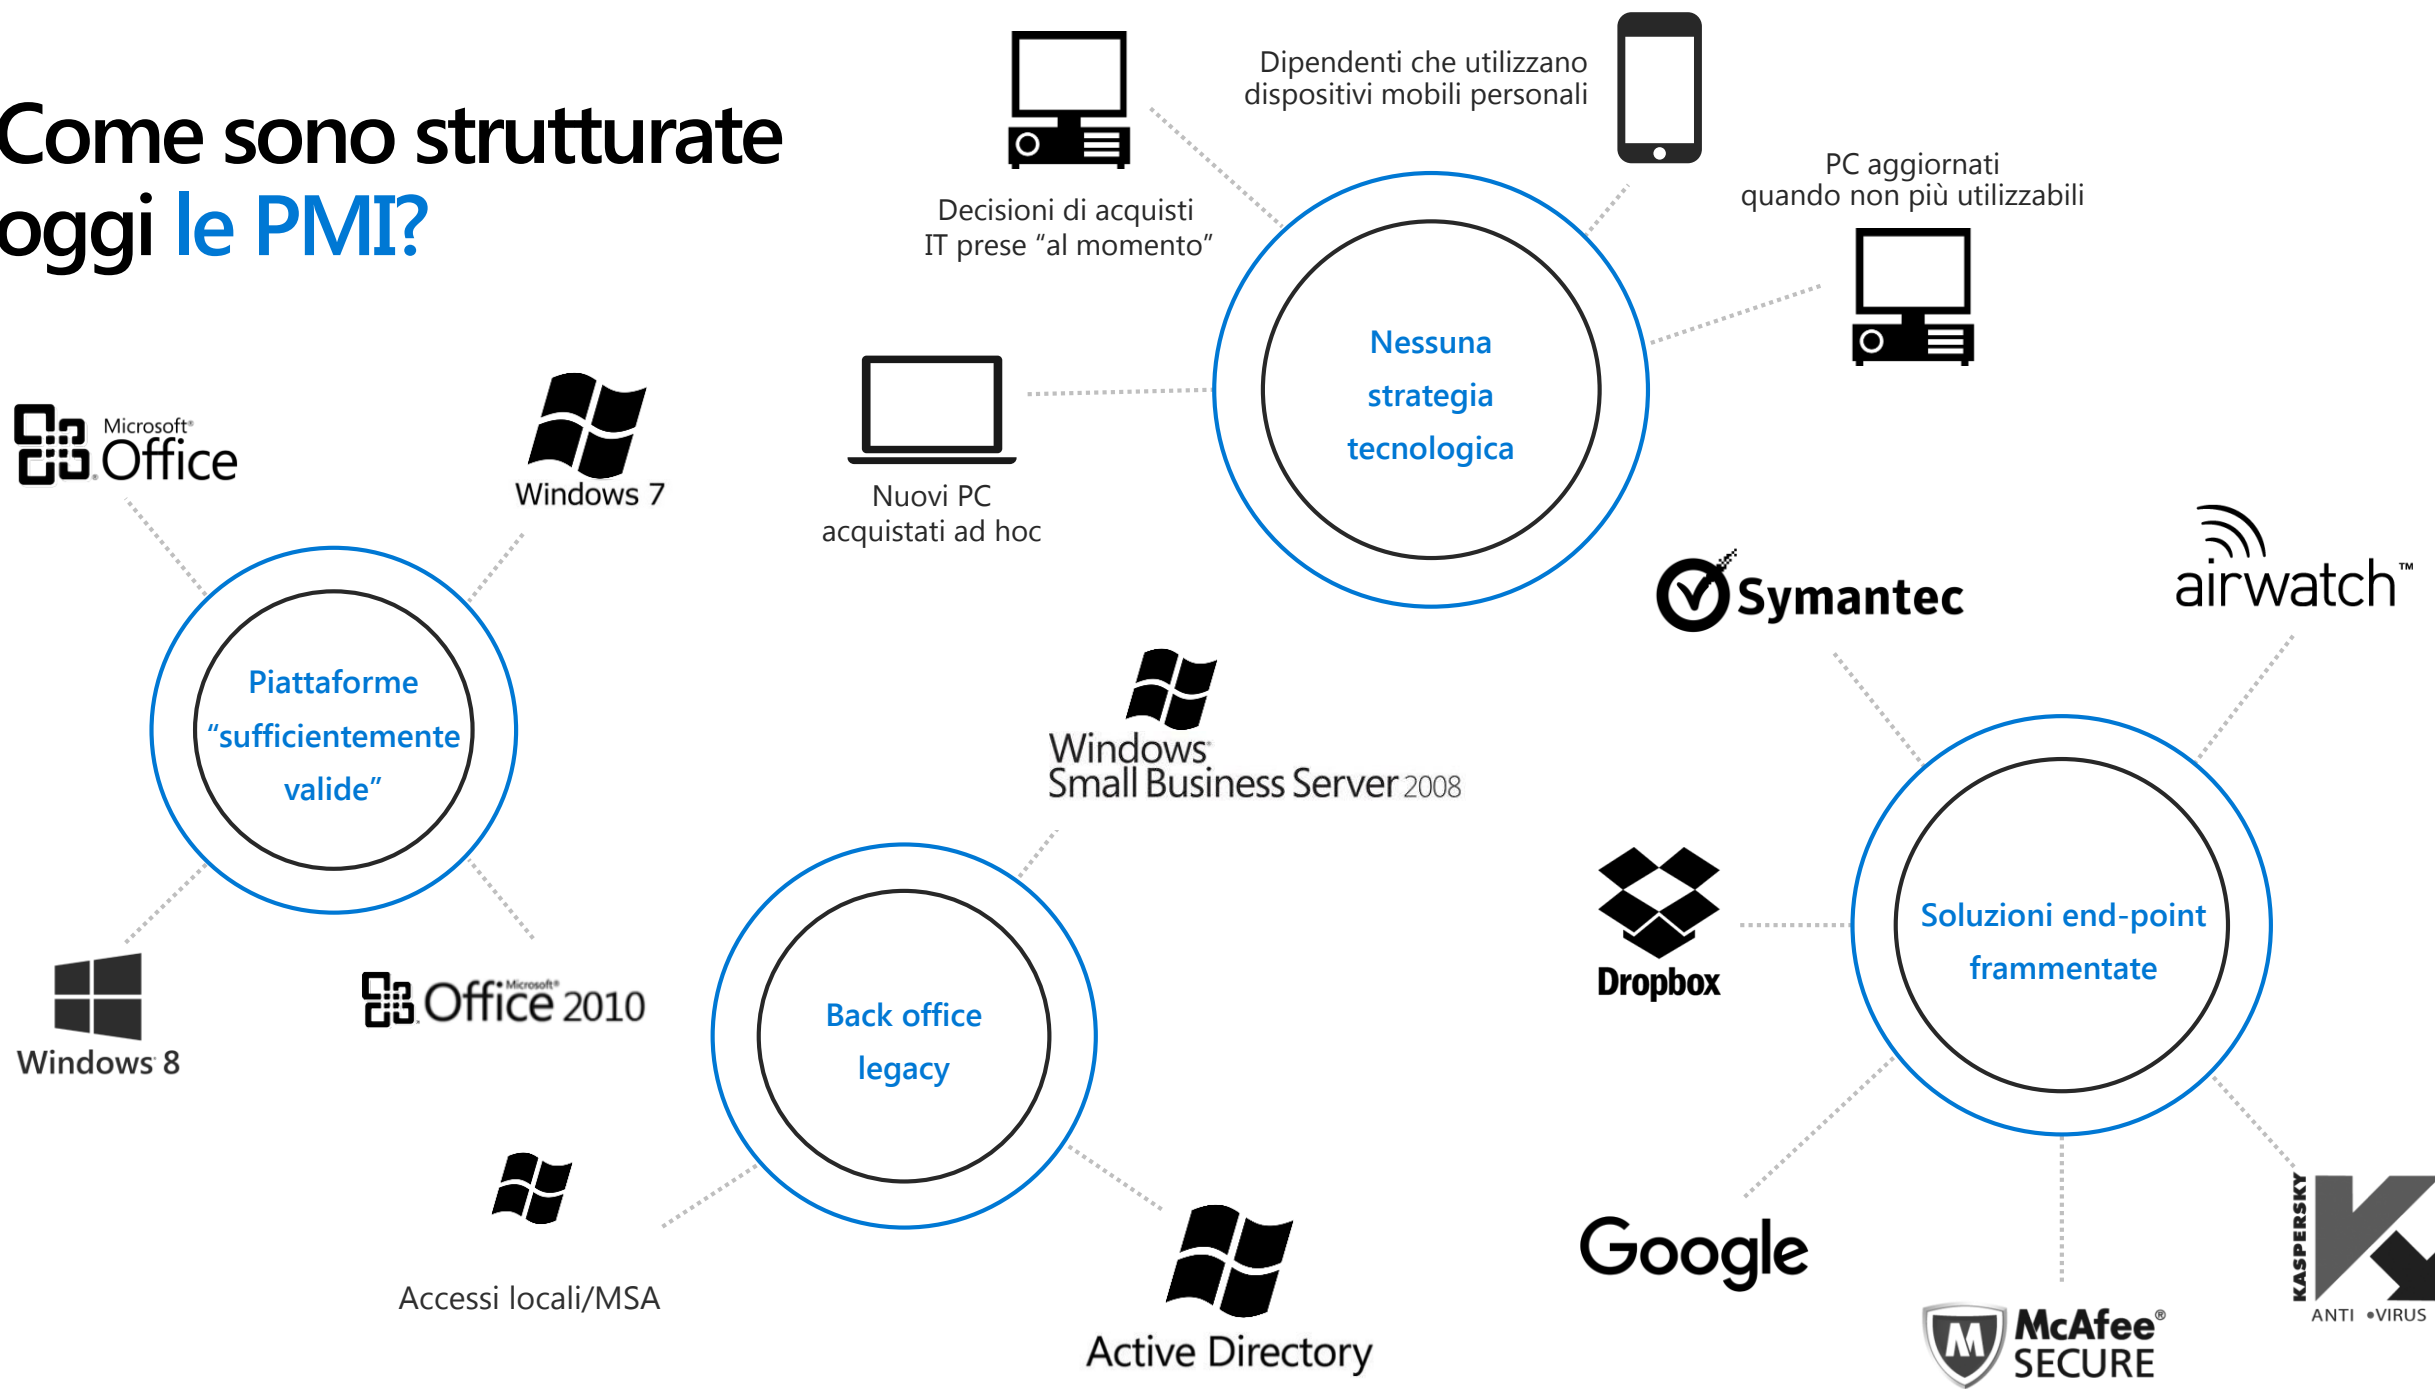 Come sono strutturate
oggi le PMI?
Dipendenti che utilizzano
dispositivi mobili personali
Decisioni di acquisti
IT prese “al momento”
PC aggiornati
quando non più utilizzabili
Nuovi PC
acquistati ad hoc
Nessuna
strategia
tecnologica
Microsoft®
Office
Windows 7
Piattaforme
“sufficientemente
valide”
Windows 8
Microsoft®
Office 2010
Windows
Small Business Server 2008
Back office
legacy
Accessi locali/MSA
Active Directory
Symantec
airwatch™
Dropbox
Soluzioni end-point
frammentate
Google
McAfee®
SECURE
KASPERSKY
ANTI •VIRUS